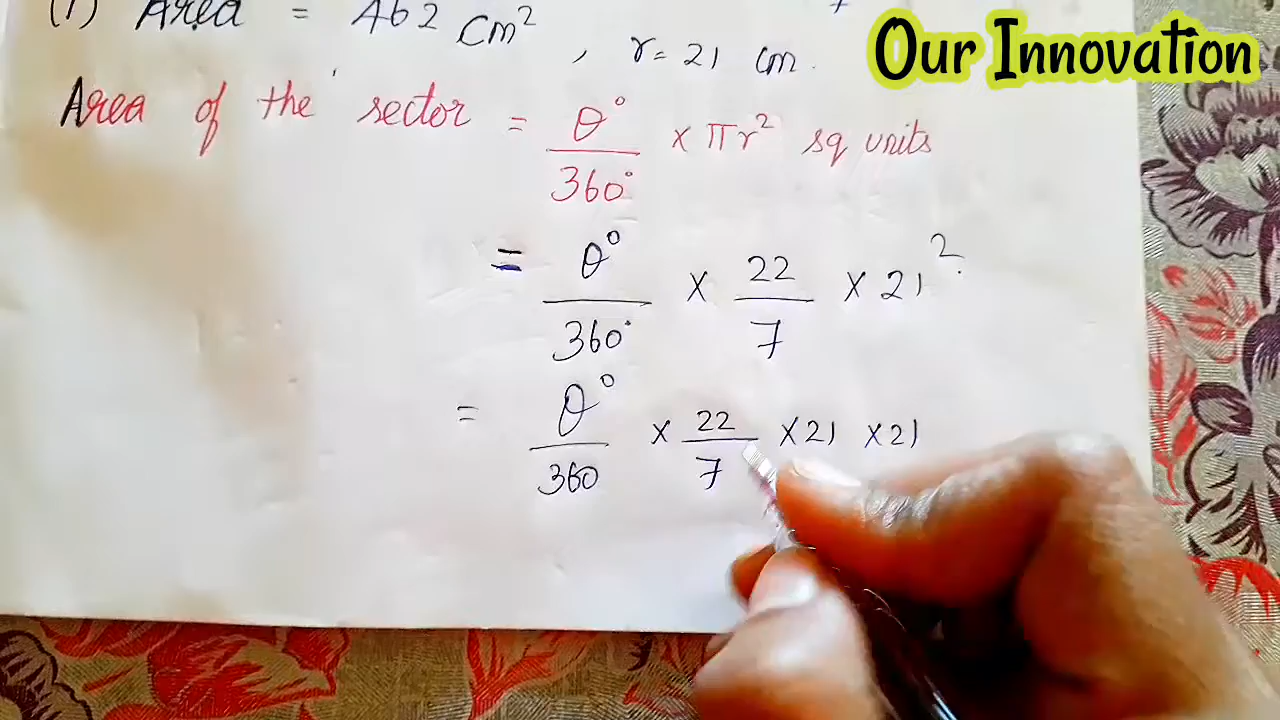 (i) Area = 462 cm² , r = 21 cm.
Our Innovation
Area of the sector = θ°/360° × πr² sq units
= θ°/360° × 22/7 × 21²
= θ°/360 × 22/7 × 21 × 21